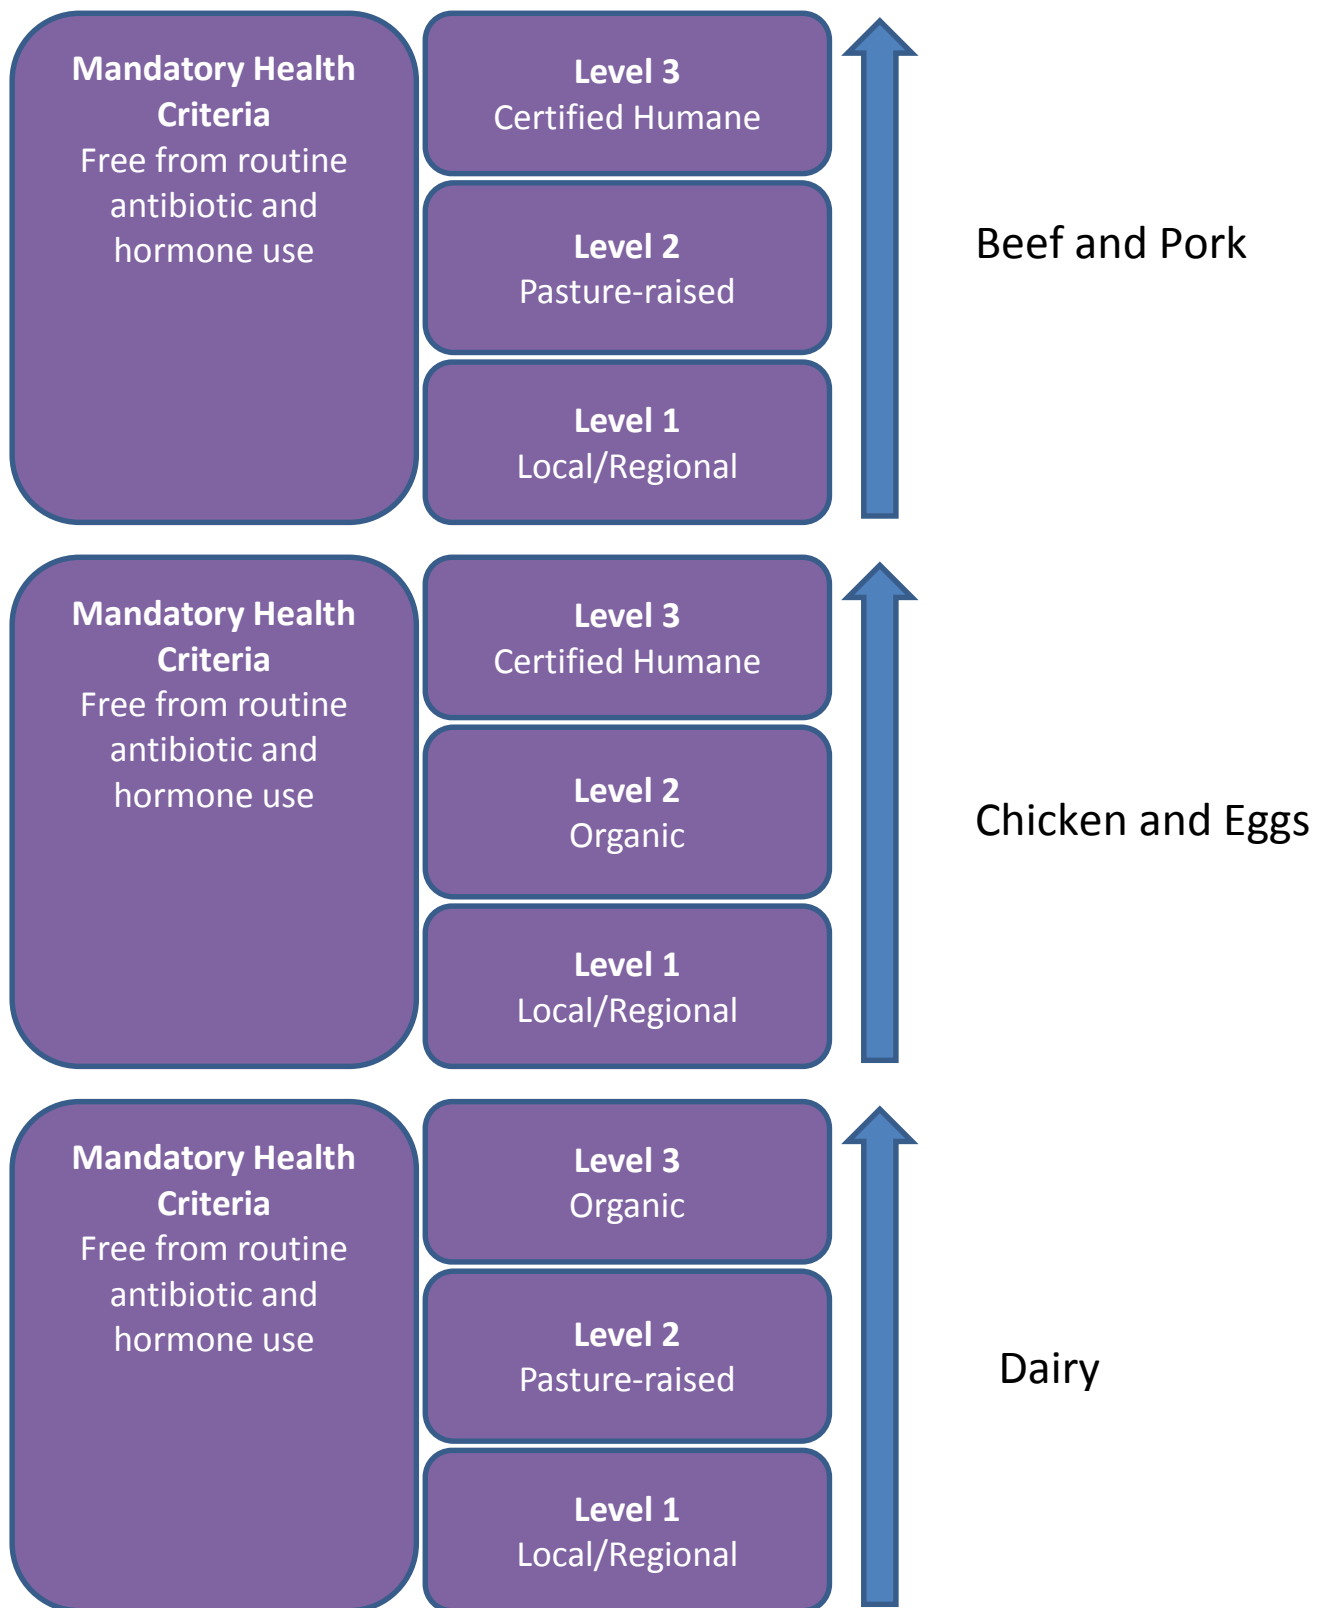 Mandatory Health
Criteria
Free from routine
antibiotic and
hormone use
Level 3
Certified Humane
Level 2
Pasture-raised
Level 1
Local/Regional
Beef and Pork
Mandatory Health
Criteria
Free from routine
antibiotic and
hormone use
Level 3
Certified Humane
Level 2
Organic
Level 1
Local/Regional
Chicken and Eggs
Mandatory Health
Criteria
Free from routine
antibiotic and
hormone use
Level 3
Organic
Level 2
Pasture-raised
Level 1
Local/Regional
Dairy